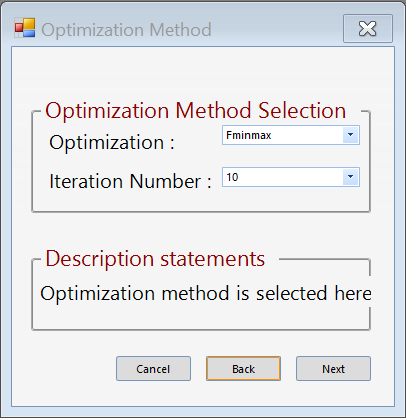 Optimization Method
Optimization Method Selection
Optimization : Fminmax
Iteration Number : 10
Description statements
Optimization method is selected here
Cancel Back Next